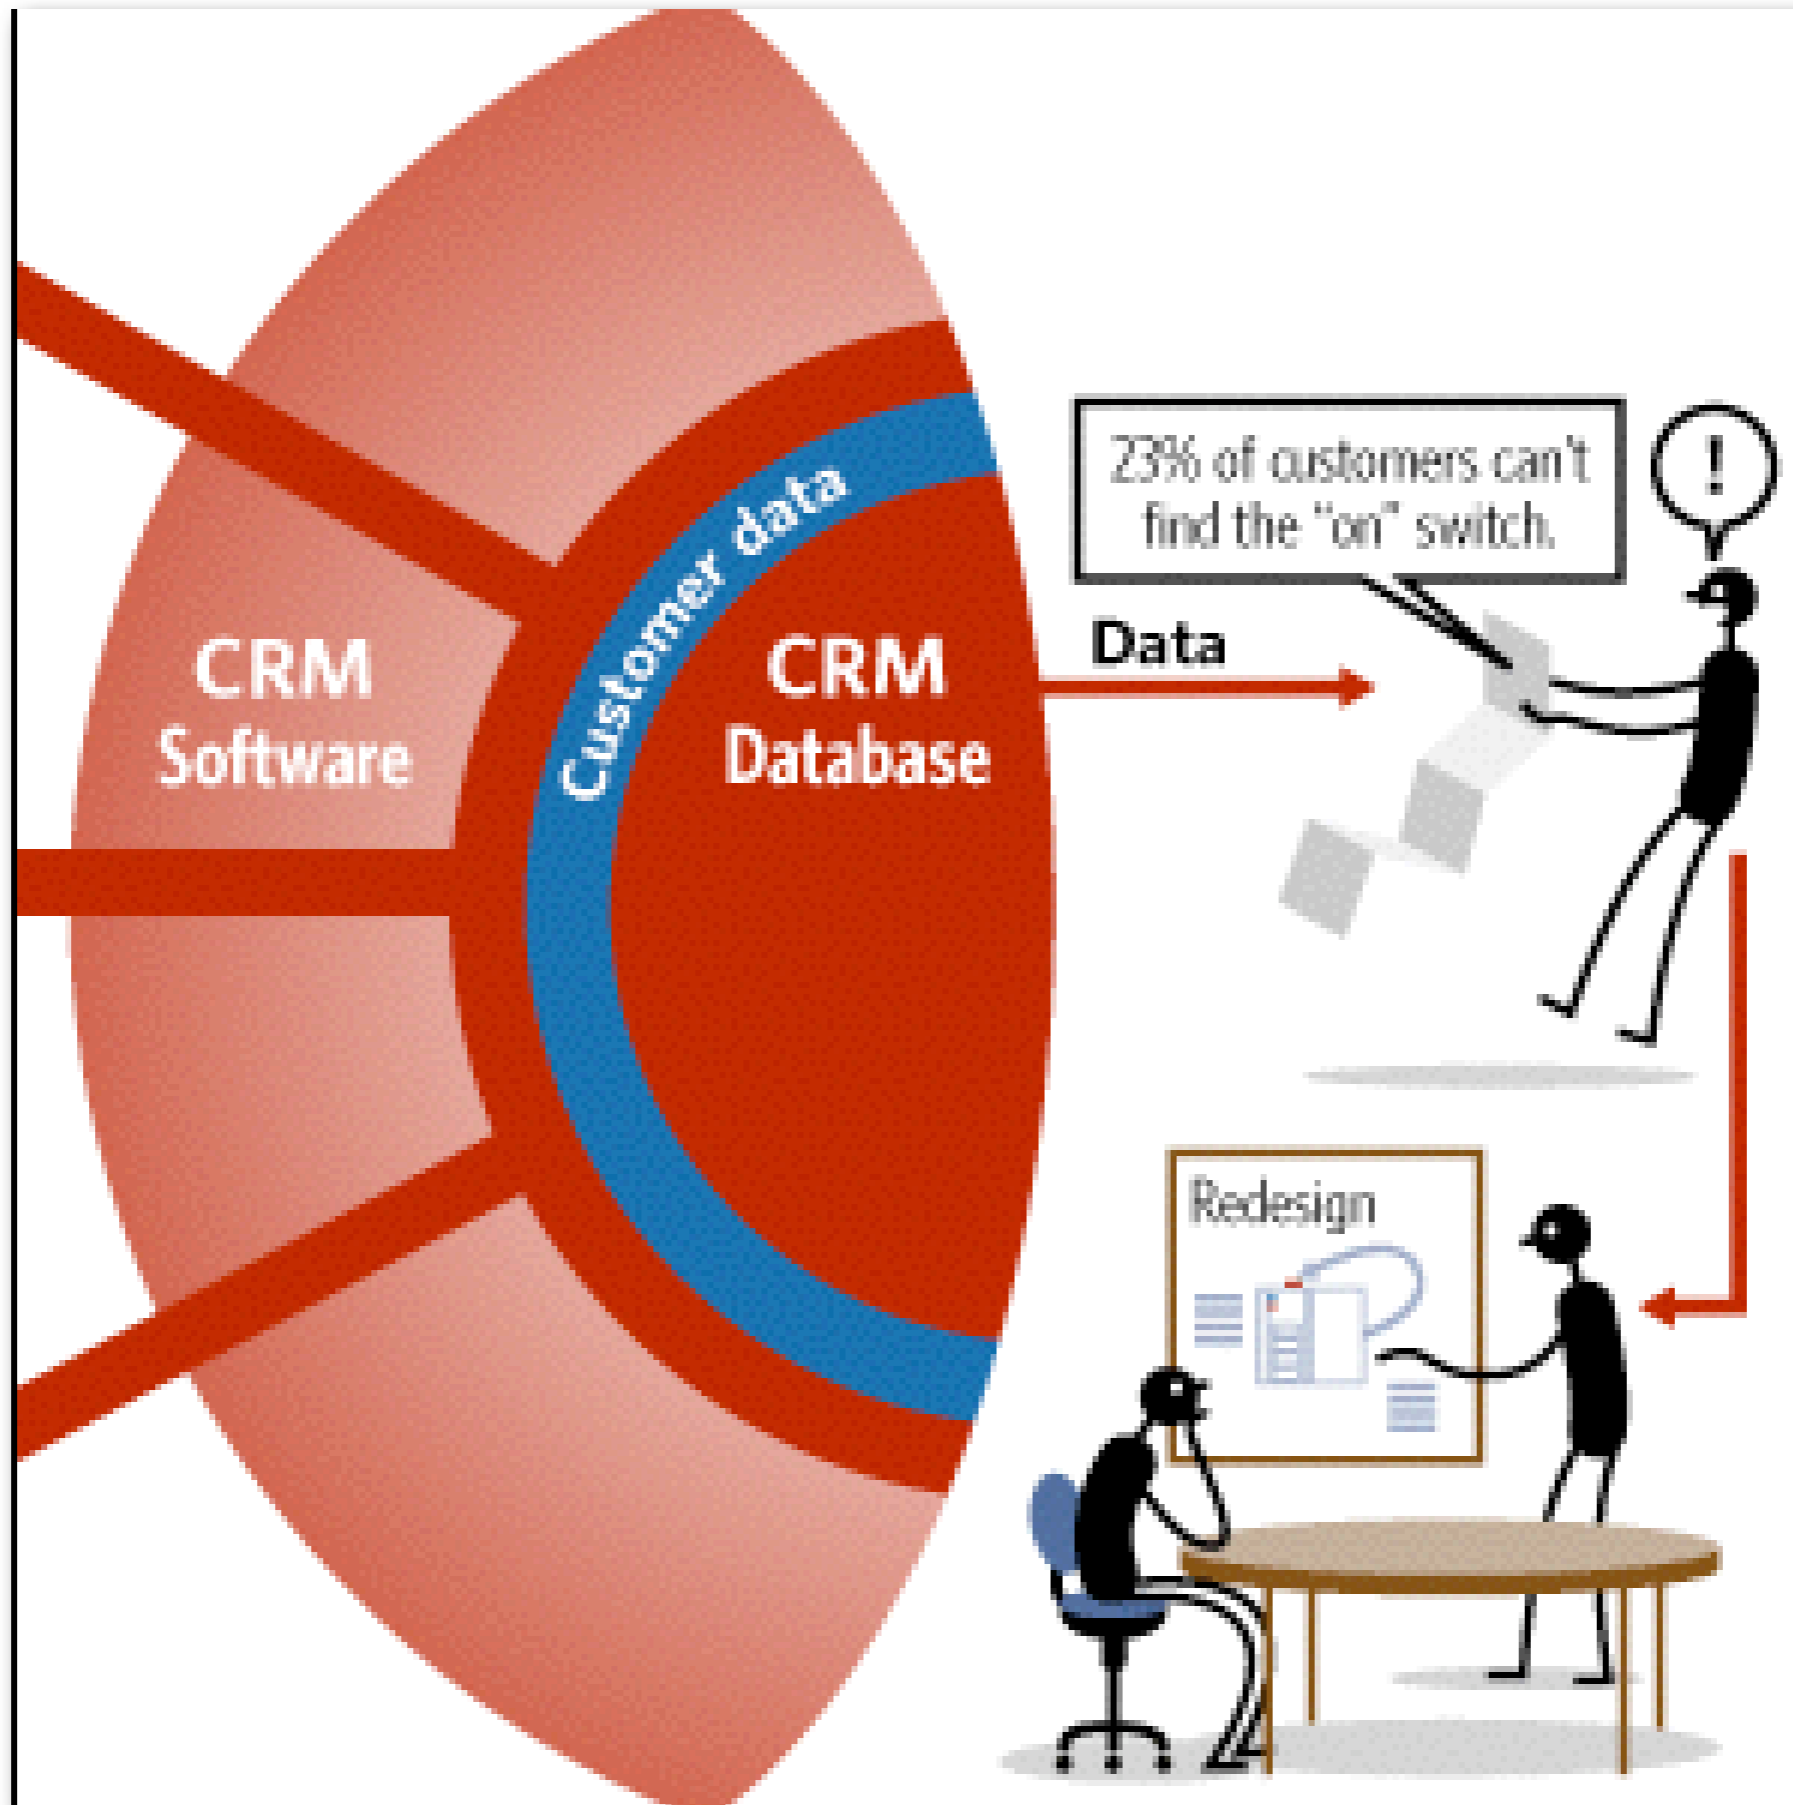 CRM
Software
Customer data
CRM
Database
Data
23% of customers can't
find the "on" switch.
!
Redesign